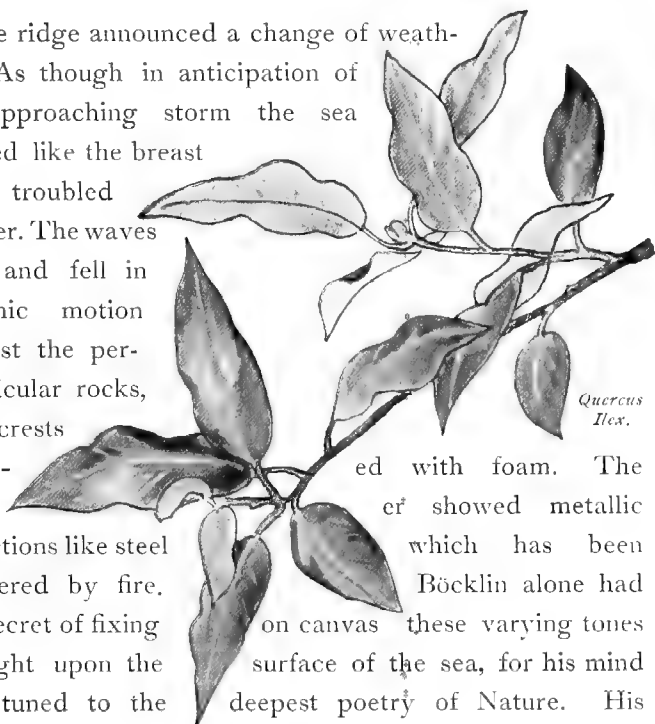 e ridge announced a change of weath-
As though in anticipation of
pproaching storm the sea
ed like the breast
troubled
er. The waves
and fell in
nic motion
st the per-
icular rocks,
crests
Quercus
Ilex.
- ed with foam. The
er showed metallic
tions like steel which has been
ered by fire. Böcklin alone had
ecret of fixing on canvas these varying tones
ght upon the surface of the sea, for his mind
tuned to the deepest poetry of Nature. His